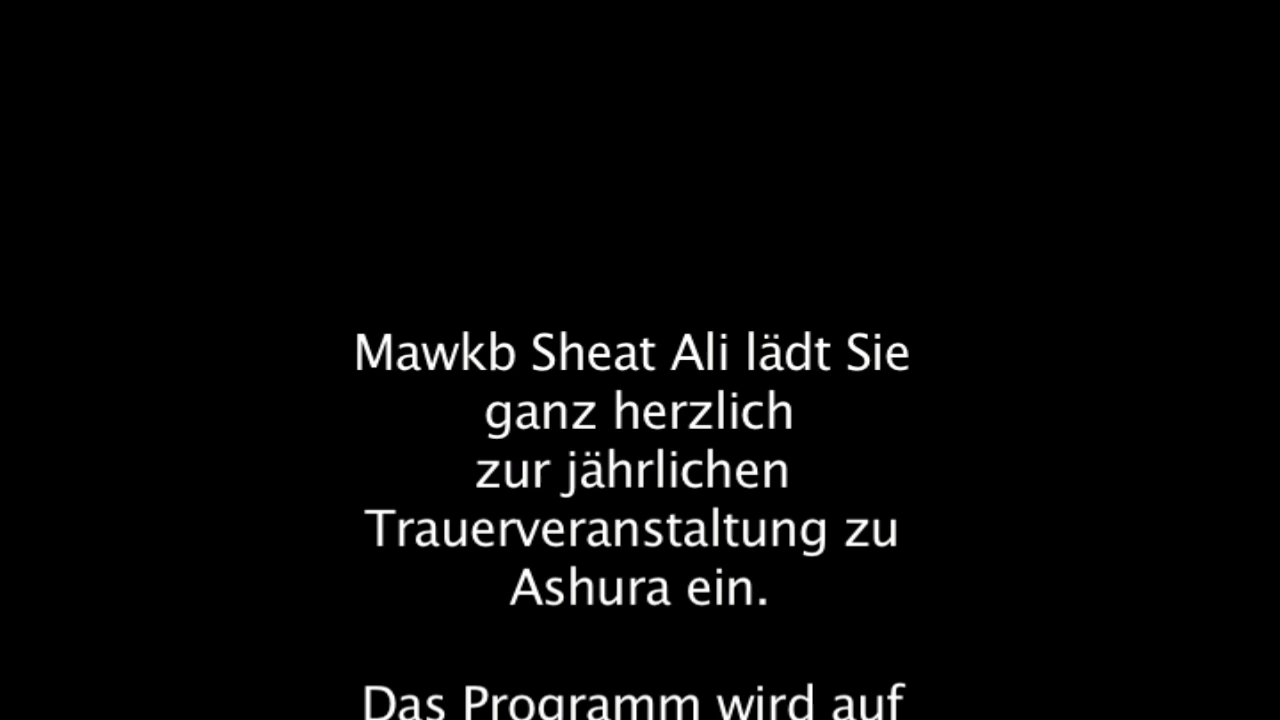 Mawkb Sheat Ali lädt Sie
ganz herzlich
zur jährlichen
Trauerveranstaltung zu
Ashura ein.
Das Programm wird auf